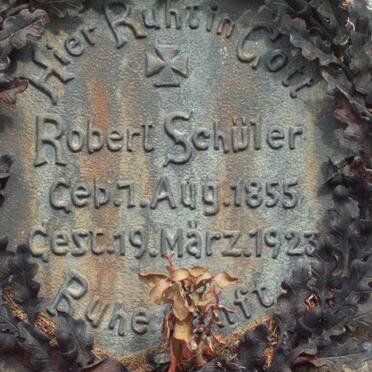 Hier Ruht in Gott
Robert Schüler
Geb. 7. Aug. 1855
Gest. 19. März. 1923
Ruhe